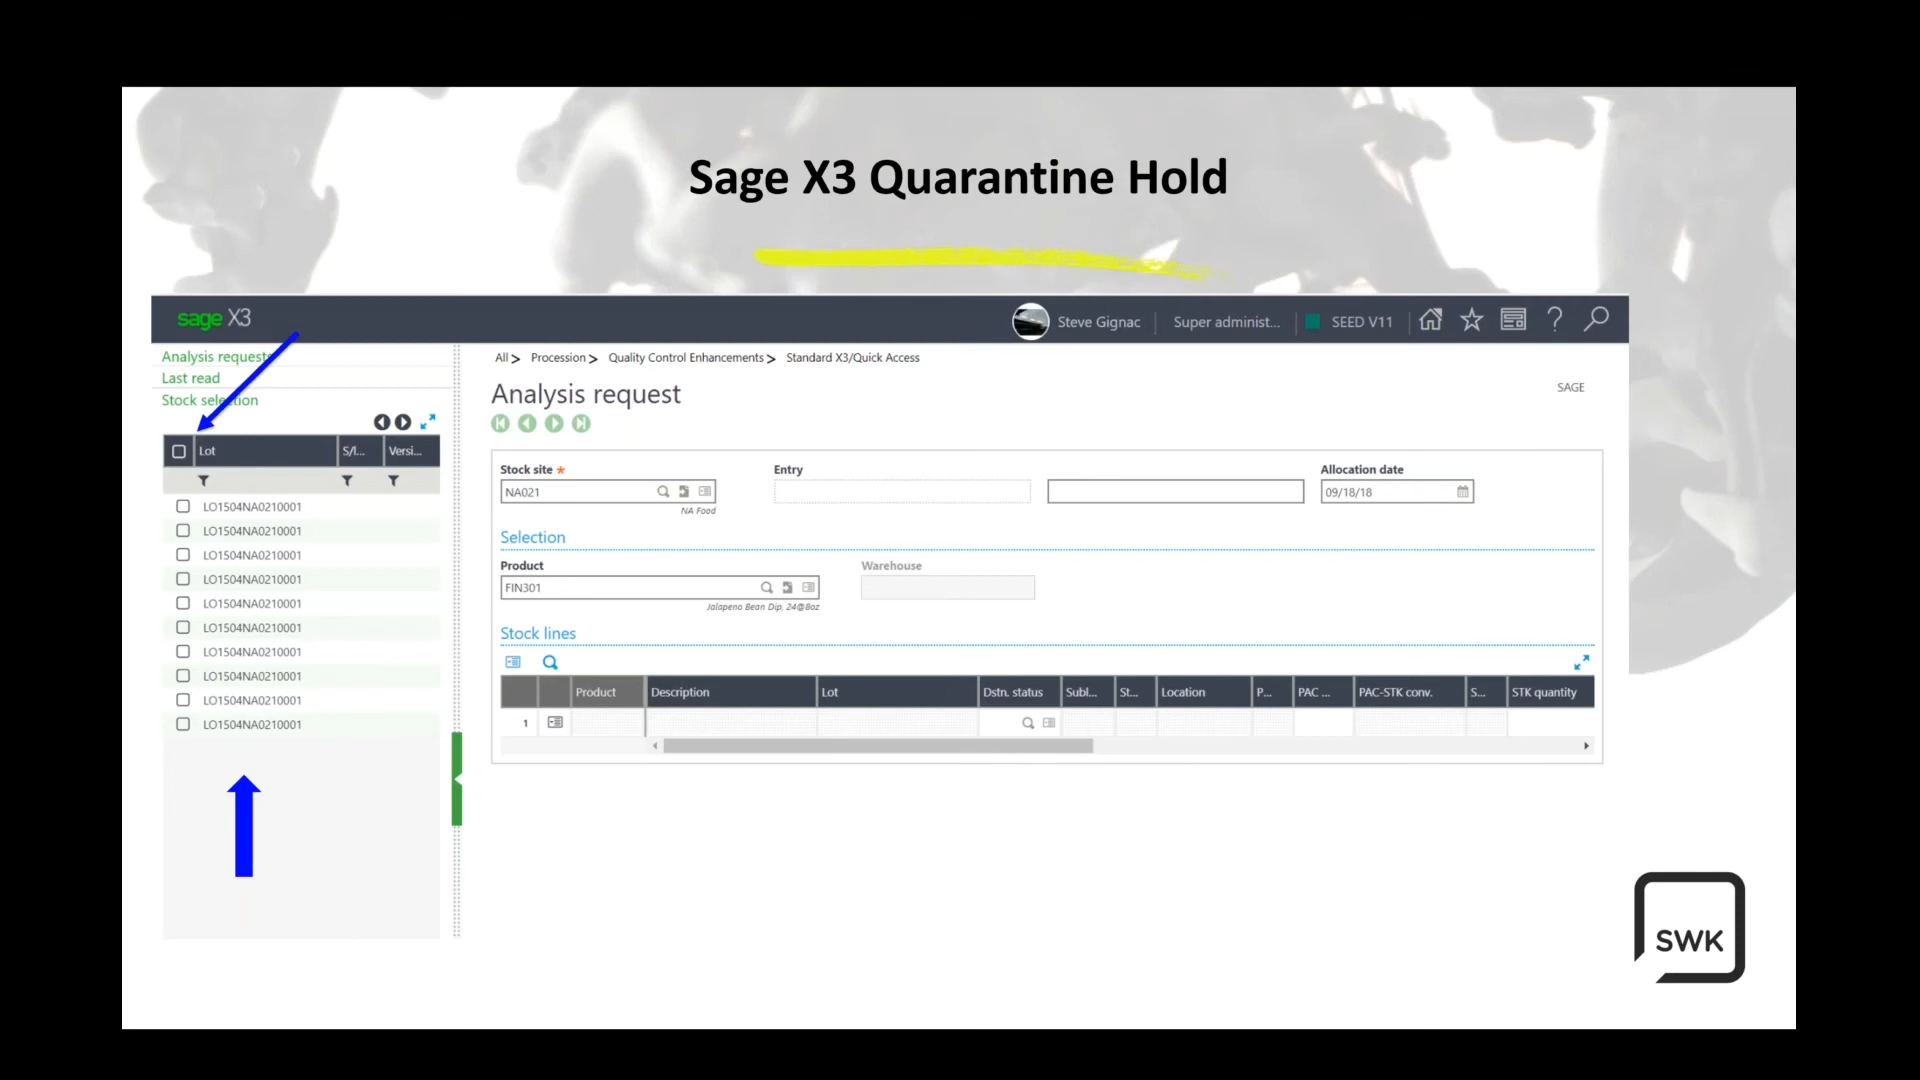 Sage X3 Quarantine Hold
sage X3
Steve Gignac
Super administ...
SEED V11
Analysis requests
Last read
Stock selection
Lot S/l... Versi...
LO1504NA0210001
LO1504NA0210001
LO1504NA0210001
LO1504NA0210001
LO1504NA0210001
LO1504NA0210001
LO1504NA0210001
LO1504NA0210001
LO1504NA0210001
LO1504NA0210001
All > Procession > Quality Control Enhancements > Standard X3/Quick Access
Analysis request
SAGE
Stock site * Entry Allocation date
NA021 09/18/18
NA Food
Selection
Product Warehouse
FIN301
Jalapeno Bean Dip, 24@8oz
Stock lines
Product Description Lot Dstn. status Subl... St... Location P... PAC ... PAC-STK conv. S... STK quantity
1
SWK